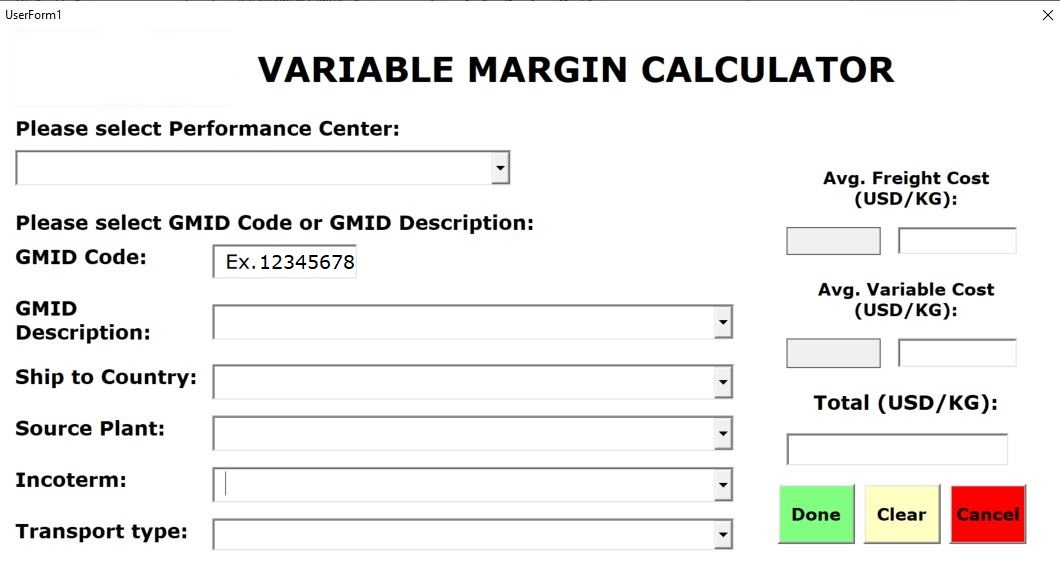 UserForm1
VARIABLE MARGIN CALCULATOR
Please select Performance Center:
Please select GMID Code or GMID Description:
GMID Code:
Ex.12345678
GMID
Description:
Ship to Country:
Source Plant:
Incoterm:
Transport type:
Avg. Freight Cost
(USD/KG):
Avg. Variable Cost
(USD/KG):
Total (USD/KG):
Done
Clear
Cancel